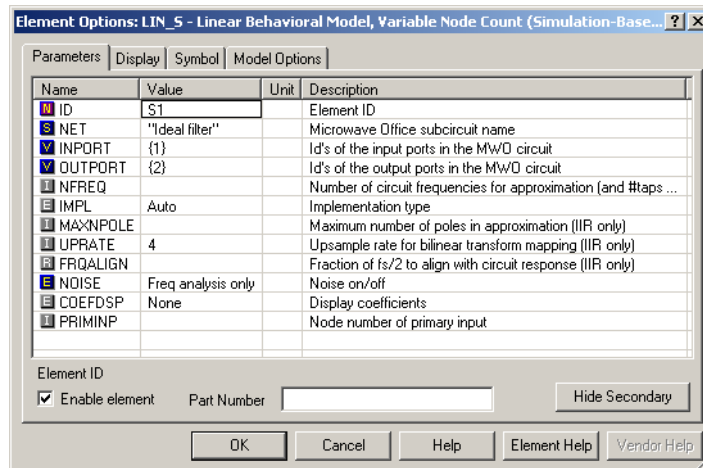 Element Options: LIN_S - Linear Behavioral Model, Variable Node Count (Simulation-Base...
Parameters Display Symbol Model Options
Name Value Unit Description
N ID S1 Element ID
S NET "Ideal filter" Microwave Office subcircuit name
V INPORT {1} Id's of the input ports in the MWO circuit
V OUTPORT {2} Id's of the output ports in the MWO circuit
I NFREQ Number of circuit frequencies for approximation (and #taps ...
E IMPL Auto Implementation type
I MAXNPOLE Maximum number of poles in approximation (IIR only)
I UPRATE 4 Upsample rate for bilinear transform mapping (IIR only)
R FRQALIGN Fraction of fs/2 to align with circuit response (IIR only)
E NOISE Freq analysis only Noise on/off
E COEFDSP None Display coefficients
I PRIMINP Node number of primary input
Element ID
Enable element Part Number Hide Secondary
OK Cancel Help Element Help Vendor Help